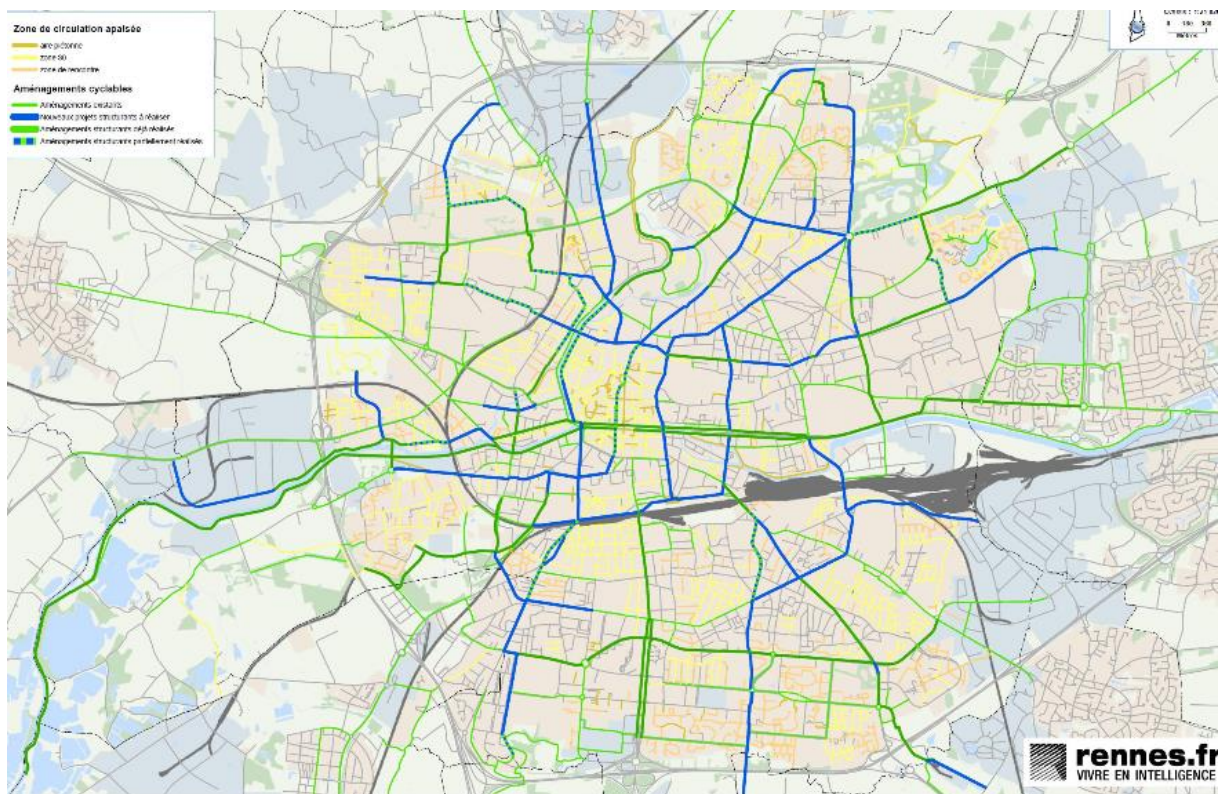 Zone de circulation apaisée
aire piétonne
zone 30
zone de rencontre
Aménagements cyclables
Aménagements existants
Nouveaux projets structurants à réaliser
Aménagements structurants déjà réalisés
Aménagements structurants partiellement réalisés
Mètres
rennes.fr
VIVRE EN INTELLIGENCE